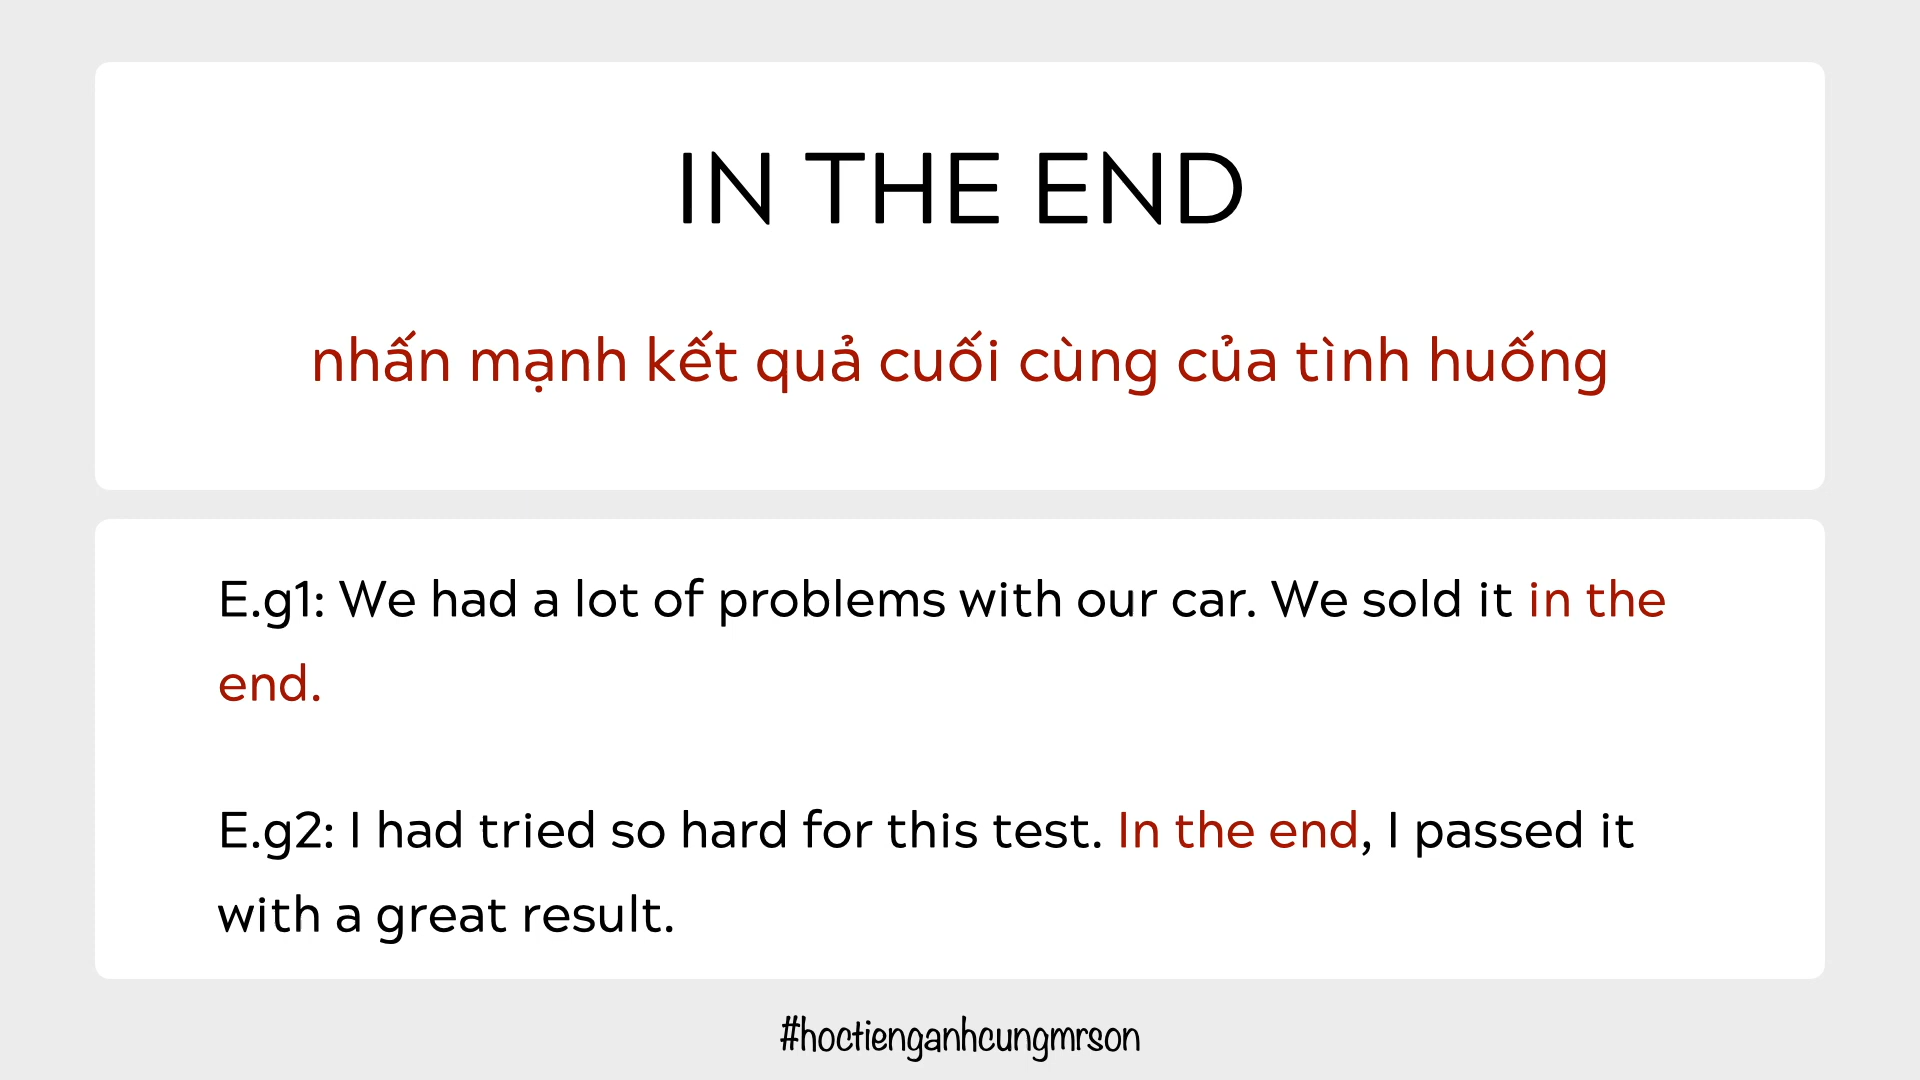 IN THE END
nhấn mạnh kết quả cuối cùng của tình huống
E.g1: We had a lot of problems with our car. We sold it in the
end.
E.g2: I had tried so hard for this test. In the end, I passed it
with a great result.
#hoctienganhcungmrson